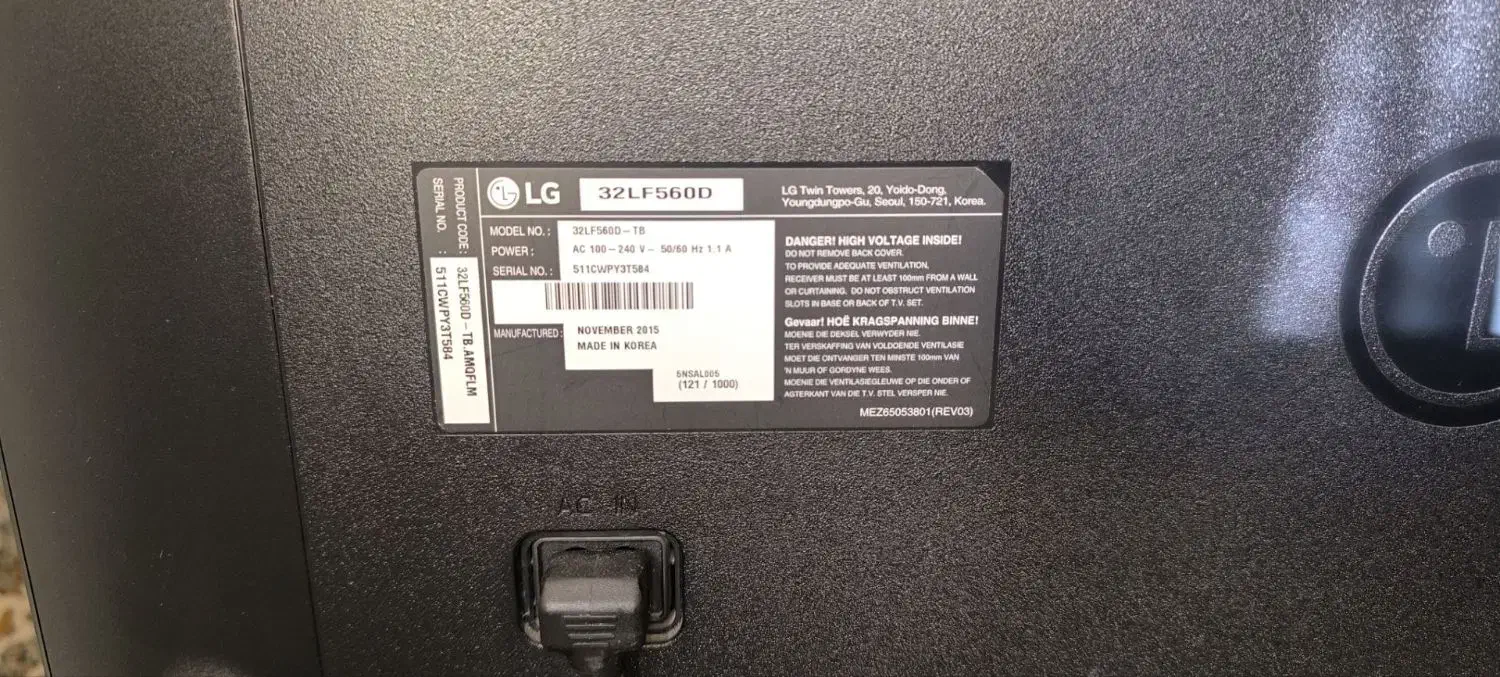 LG 32LF560D
LG Twin Towers, 20, Yoido-Dong,
Youngdungpo-Gu, Seoul, 150-721, Korea.
PRODUCT CODE : 32LF560D-TB.AMQFLM
SERIAL NO. : 511CWPY3T584
MODEL NO. : 32LF560D-TB
POWER : AC 100-240 V~ 50/60 Hz 1.1 A
SERIAL NO. : 511CWPY3T584
MANUFACTURED : NOVEMBER 2015
MADE IN KOREA
5NSAL005
(121 / 1000)
DANGER! HIGH VOLTAGE INSIDE!
DO NOT REMOVE BACK COVER.
TO PROVIDE ADEQUATE VENTILATION,
RECEIVER MUST BE AT LEAST 100mm FROM A WALL
OR CURTAINING. DO NOT OBSTRUCT VENTILATION
SLOTS IN BASE OR BACK OF T.V. SET.
Gevaar! HOË KRAGSPANNING BINNE!
MOENIE DIE DEKSEL VERWYDER NIE.
TER VERSKAFFING VAN VOLDOENDE VENTILASIE
MOET DIE ONTVANGER TEN MINSTE 100mm VAN
'N MUUR OF GORDYNE WEES.
MOENIE DIE VENTILASIEGLEUWE OP DIE ONDER OF
AGTERKANT VAN DIE T.V. STEL VERSPER NIE.
MEZ65053801(REV03)
AC IN